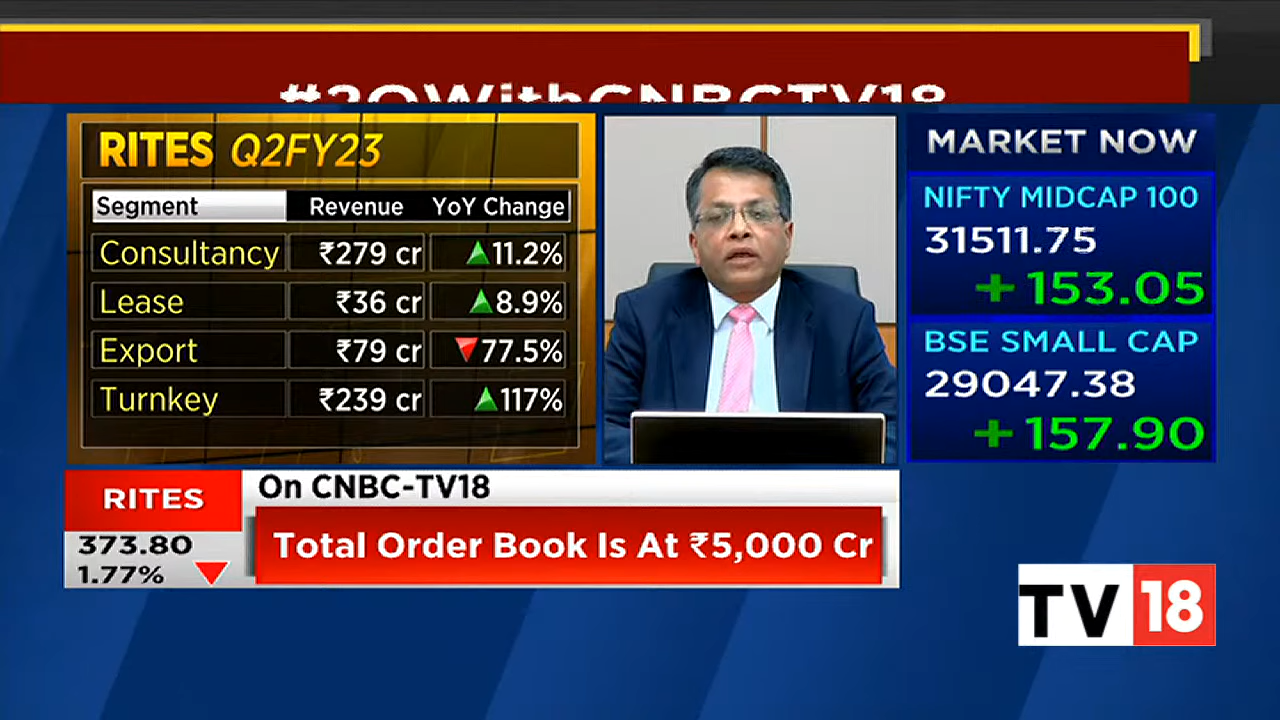 #2QWithCNBCTV18
RITES Q2FY23
Segment Revenue YoY Change
Consultancy ₹279 cr 11.2%
Lease ₹36 cr 8.9%
Export ₹79 cr 77.5%
Turnkey ₹239 cr 117%
MARKET NOW
NIFTY MIDCAP 100
31511.75
+153.05
BSE SMALL CAP
29047.38
+157.90
RITES
373.80
1.77%
On CNBC-TV18
Total Order Book Is At ₹5,000 Cr
TV18